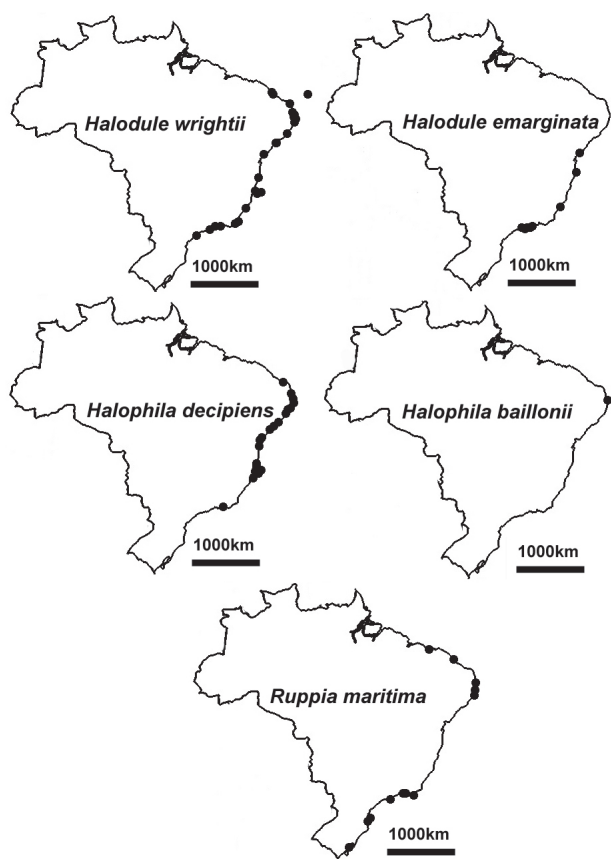 Halodule wrightii
1000km
Halodule emarginata
1000km
Halophila decipiens
1000km
Halophila baillonii
1000km
Ruppia maritima
1000km